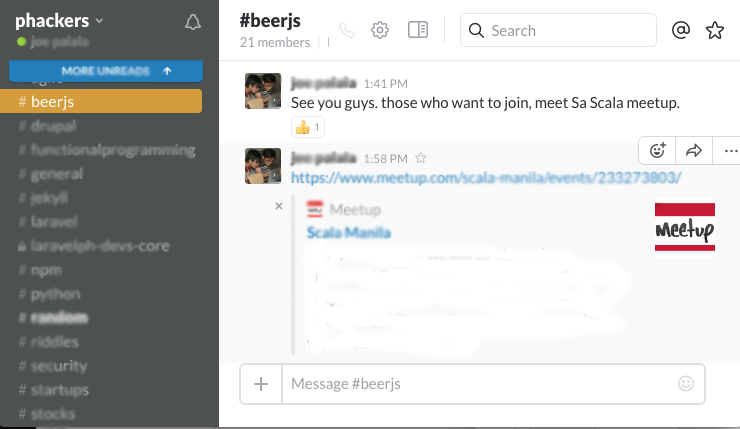 phackers
joe palala
MORE UNREADS ↑
# beerjs
# drupal
# functionalprogramming
# general
# jekyll
# laravel
laravelph-devs-core
# npm
# python
# random
# riddles
# security
# startups
# stocks
#beerjs
21 members
Search
joe palala 1:41 PM
See you guys. those who want to join, meet Sa Scala meetup.
1
joe palala 1:58 PM
https://www.meetup.com/scala-manila/events/233273803/
Meetup
Scala Manila
Meetup
Message #beerjs